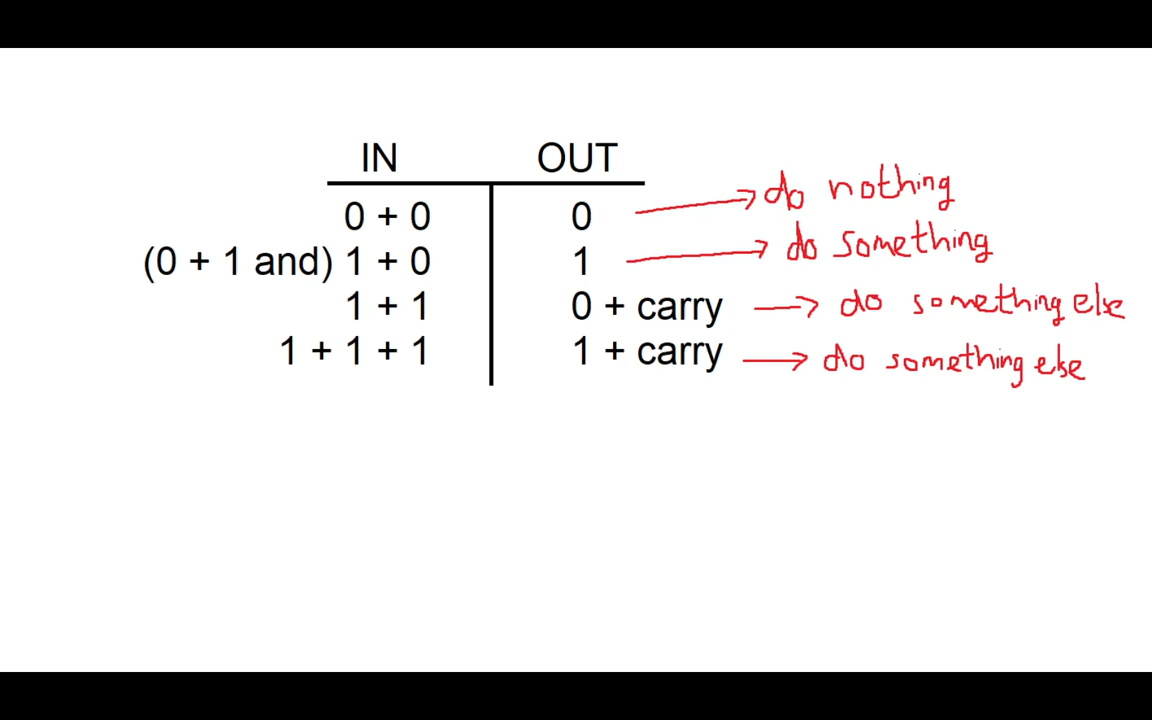 IN OUT
0 + 0 0 do nothing
(0 + 1 and) 1 + 0 1 do something
1 + 1 0 + carry do something else
1 + 1 + 1 1 + carry do something else